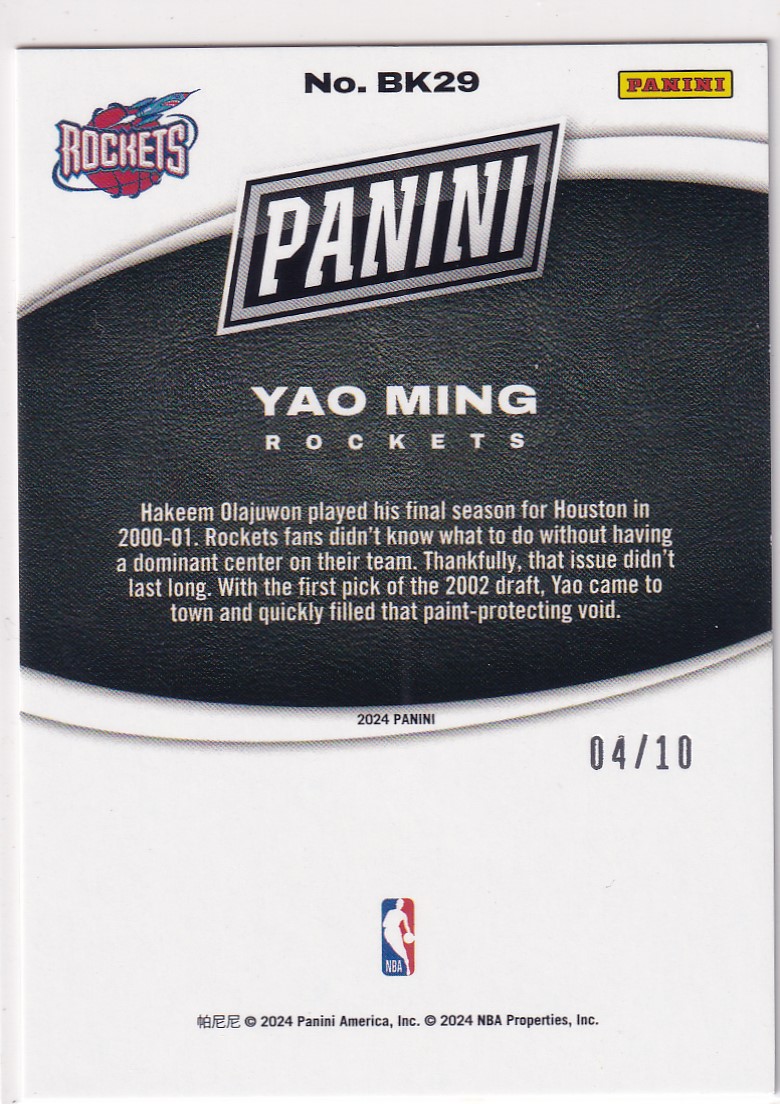 No. BK29
PANINI
ROCKETS
PANINI
YAO MING
ROCKETS
Hakeem Olajuwon played his final season for Houston in
2000-01. Rockets fans didn't know what to do without having
a dominant center on their team. Thankfully, that issue didn't
last long. With the first pick of the 2002 draft, Yao came to
town and quickly filled that paint-protecting void.
2024 PANINI
04/10
NBA
帕尼尼 © 2024 Panini America, Inc. © 2024 NBA Properties, Inc.